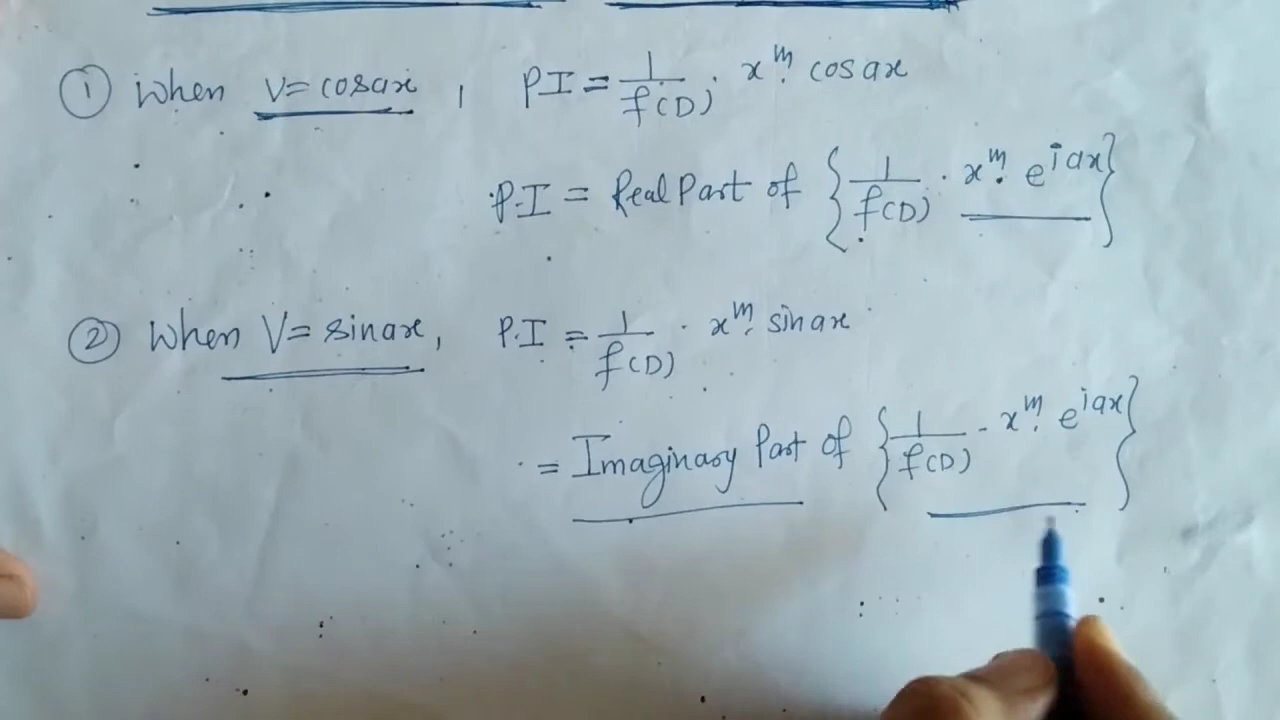 ① When V=cosax, PI = 1/f(D) · x^m cosax
P.I = Real Part of {1/f(D) · x^m e^iax}
② When V=sinax, P.I = 1/f(D) · x^m sinax
= Imaginary Part of {1/f(D) - x^m e^iax}